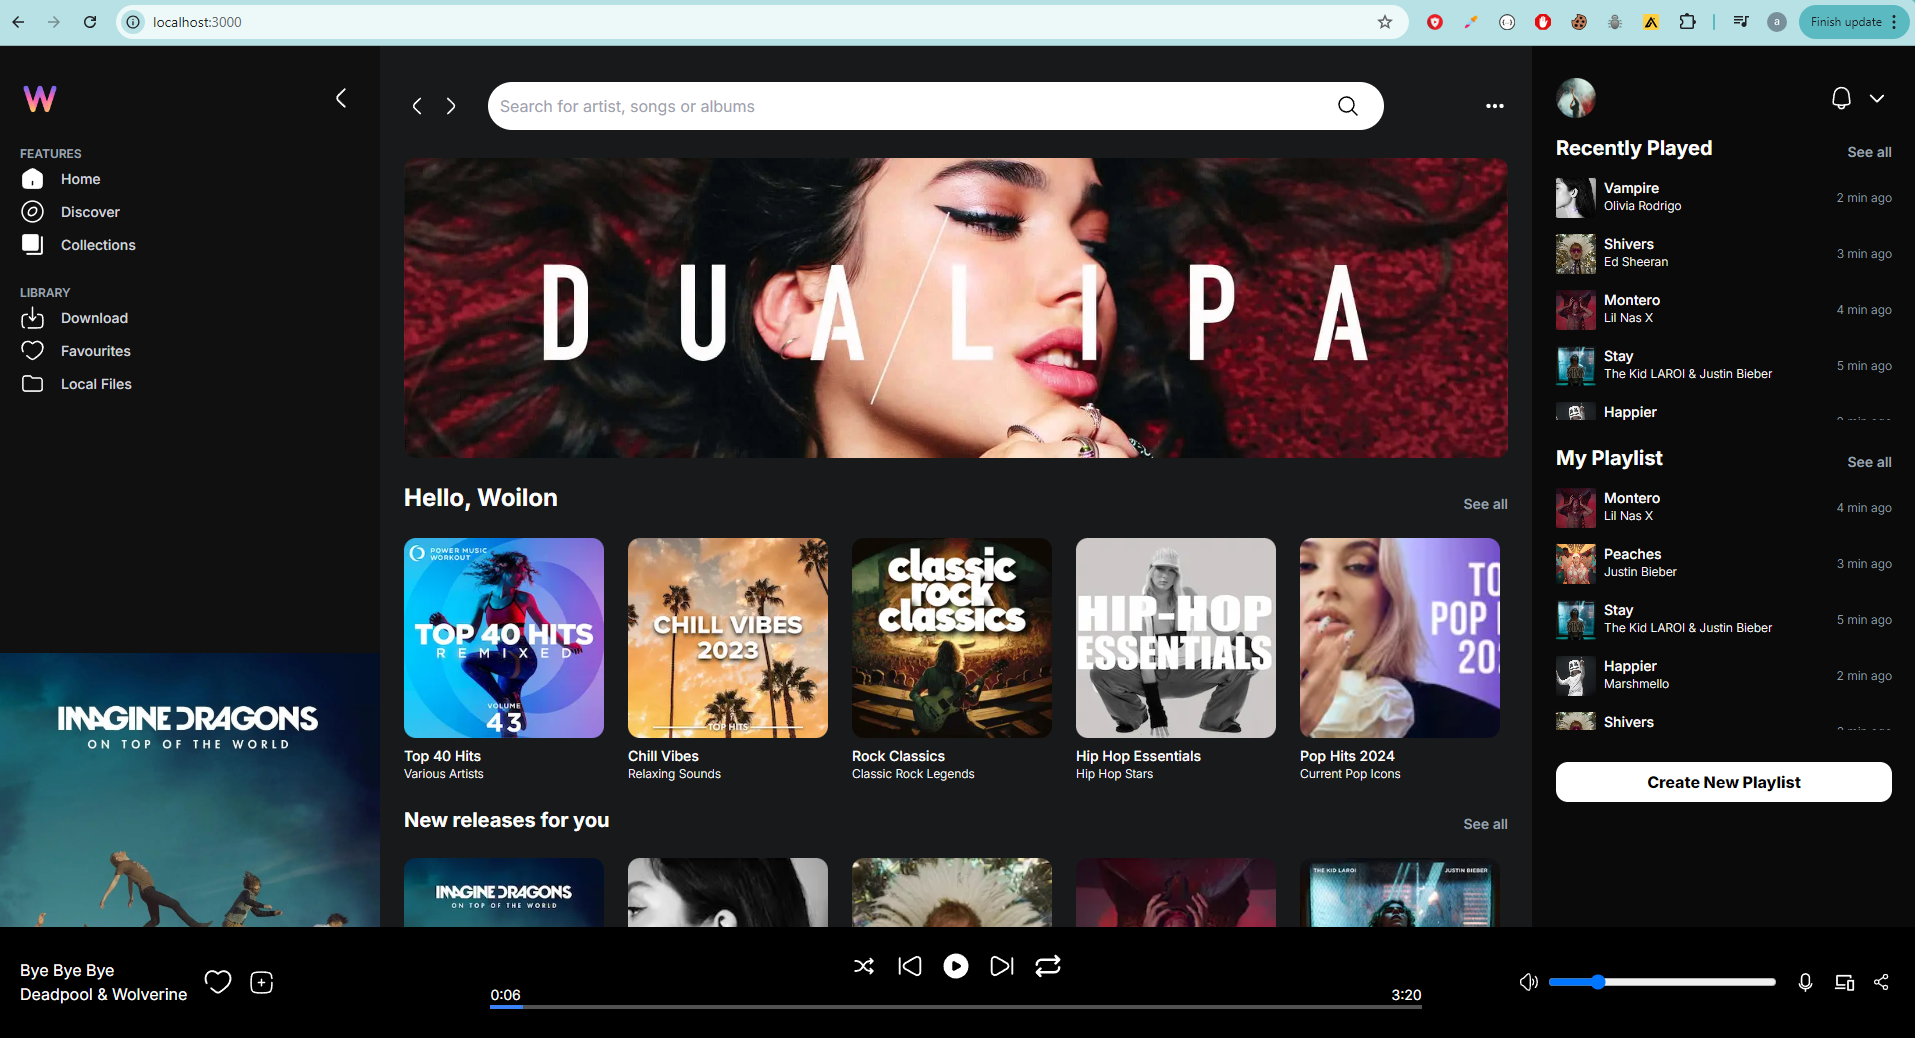 localhost:3000
a
Finish update
W
FEATURES
Home
Discover
Collections
LIBRARY
Download
Favourites
Local Files
IMAGINE DRAGONS
ON TOP OF THE WORLD
Search for artist, songs or albums
DUA LIPA
Hello, Woilon
See all
POWER MUSIC
WORKOUT
TOP 40 HITS
REMIXED
VOLUME
43
Top 40 Hits
Various Artists
CHILL VIBES
2023
TOP HITS
Chill Vibes
Relaxing Sounds
classic
rock
classics
Rock Classics
Classic Rock Legends
HIP-HOP
ESSENTIALS
Hip Hop Essentials
Hip Hop Stars
TO
POP
202
Pop Hits 2024
Current Pop Icons
New releases for you
See all
IMAGINE DRAGONS
ON TOP OF THE WORLD
THE KID LAROI
JUSTIN BIEBER
Recently Played
See all
Vampire
Olivia Rodrigo
2 min ago
Shivers
Ed Sheeran
3 min ago
Montero
Lil Nas X
4 min ago
Stay
The Kid LAROI & Justin Bieber
5 min ago
Happier
My Playlist
See all
Montero
Lil Nas X
4 min ago
Peaches
Justin Bieber
3 min ago
Stay
The Kid LAROI & Justin Bieber
5 min ago
Happier
Marshmello
2 min ago
Shivers
Create New Playlist
Bye Bye Bye
Deadpool & Wolverine
0:06
3:20